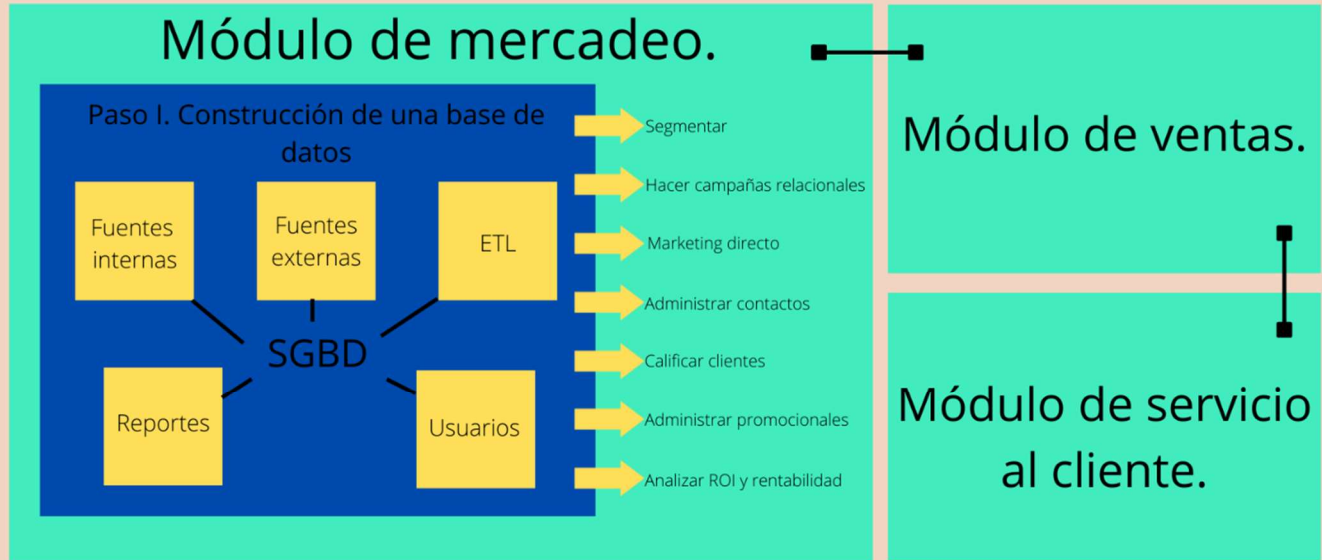 Módulo de mercadeo.
Paso I. Construcción de una base de
datos
Fuentes
internas
Fuentes
externas
ETL
SGBD
Reportes
Usuarios
Segmentar
Hacer campañas relacionales
Marketing directo
Administrar contactos
Calificar clientes
Administrar promocionales
Analizar ROI y rentabilidad
Módulo de ventas.
Módulo de servicio
al cliente.